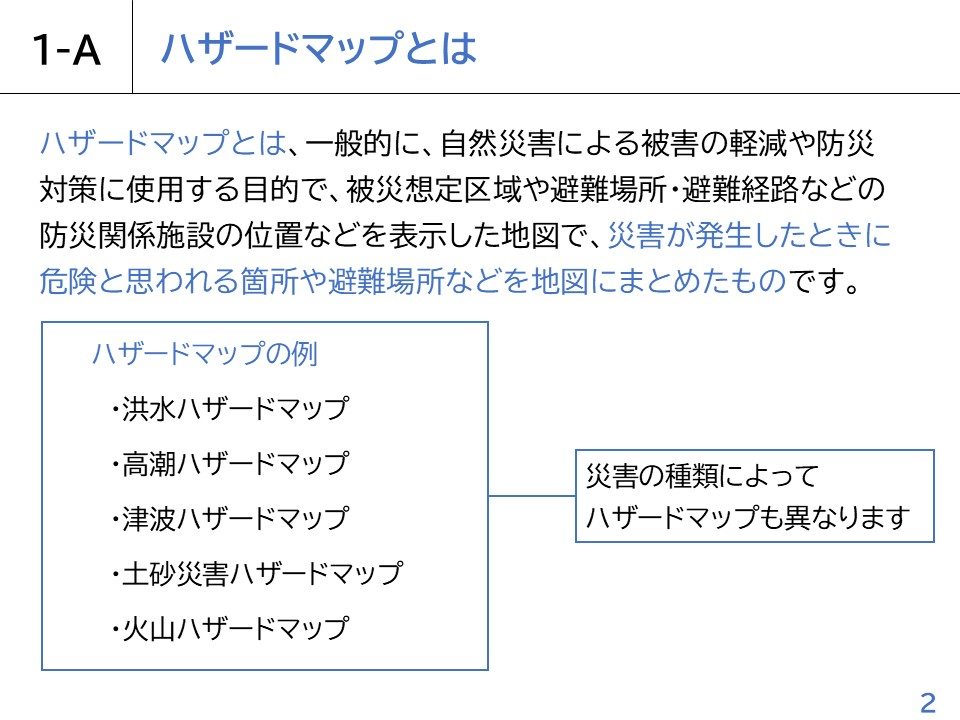 1-A
ハザードマップとは
ハザードマップとは、一般的に、自然災害による被害の軽減や防災
対策に使用する目的で、被災想定区域や避難場所・避難経路などの
防災関係施設の位置などを表示した地図で、災害が発生したときに
危険と思われる箇所や避難場所などを地図にまとめたものです。
ハザードマップの例
・洪水ハザードマップ
・高潮ハザードマップ
・津波ハザードマップ
・土砂災害ハザードマップ
・火山ハザードマップ
災害の種類によって
ハザードマップも異なります
2